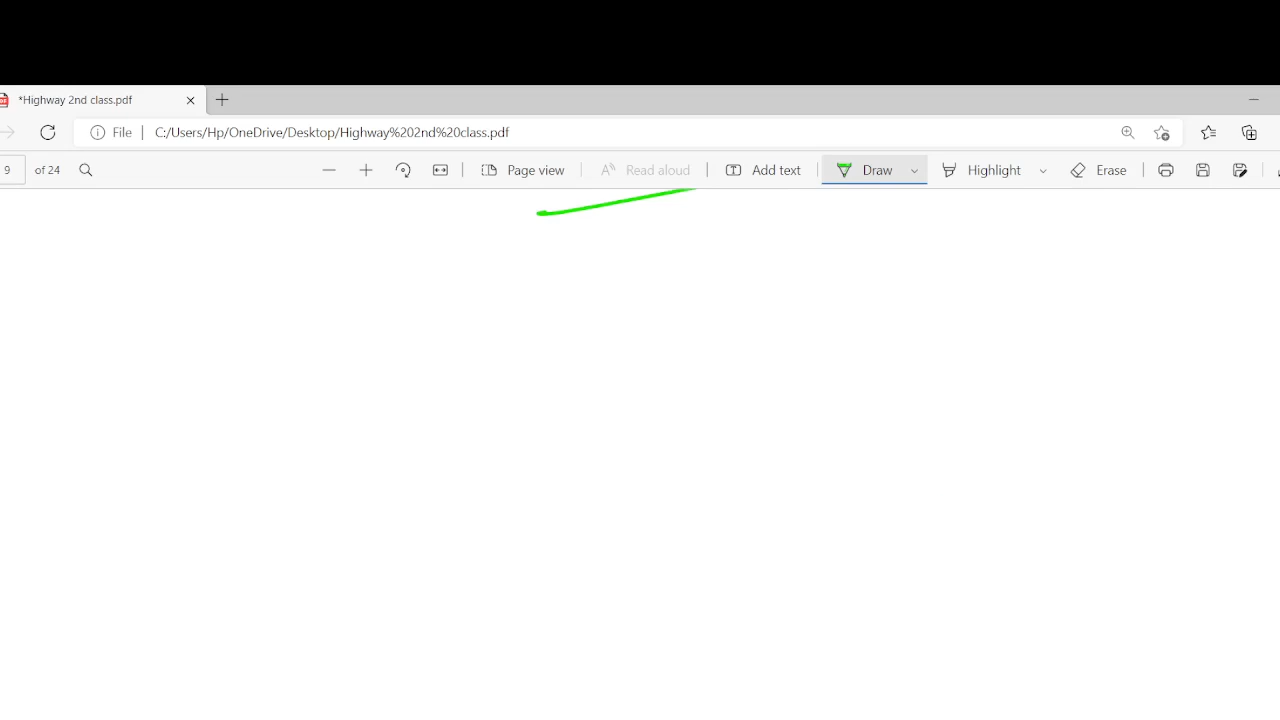 *Highway 2nd class.pdf
File | C:/Users/Hp/OneDrive/Desktop/Highway%202nd%20class.pdf
9 of 24 Page view Read aloud Add text Draw Highlight Erase